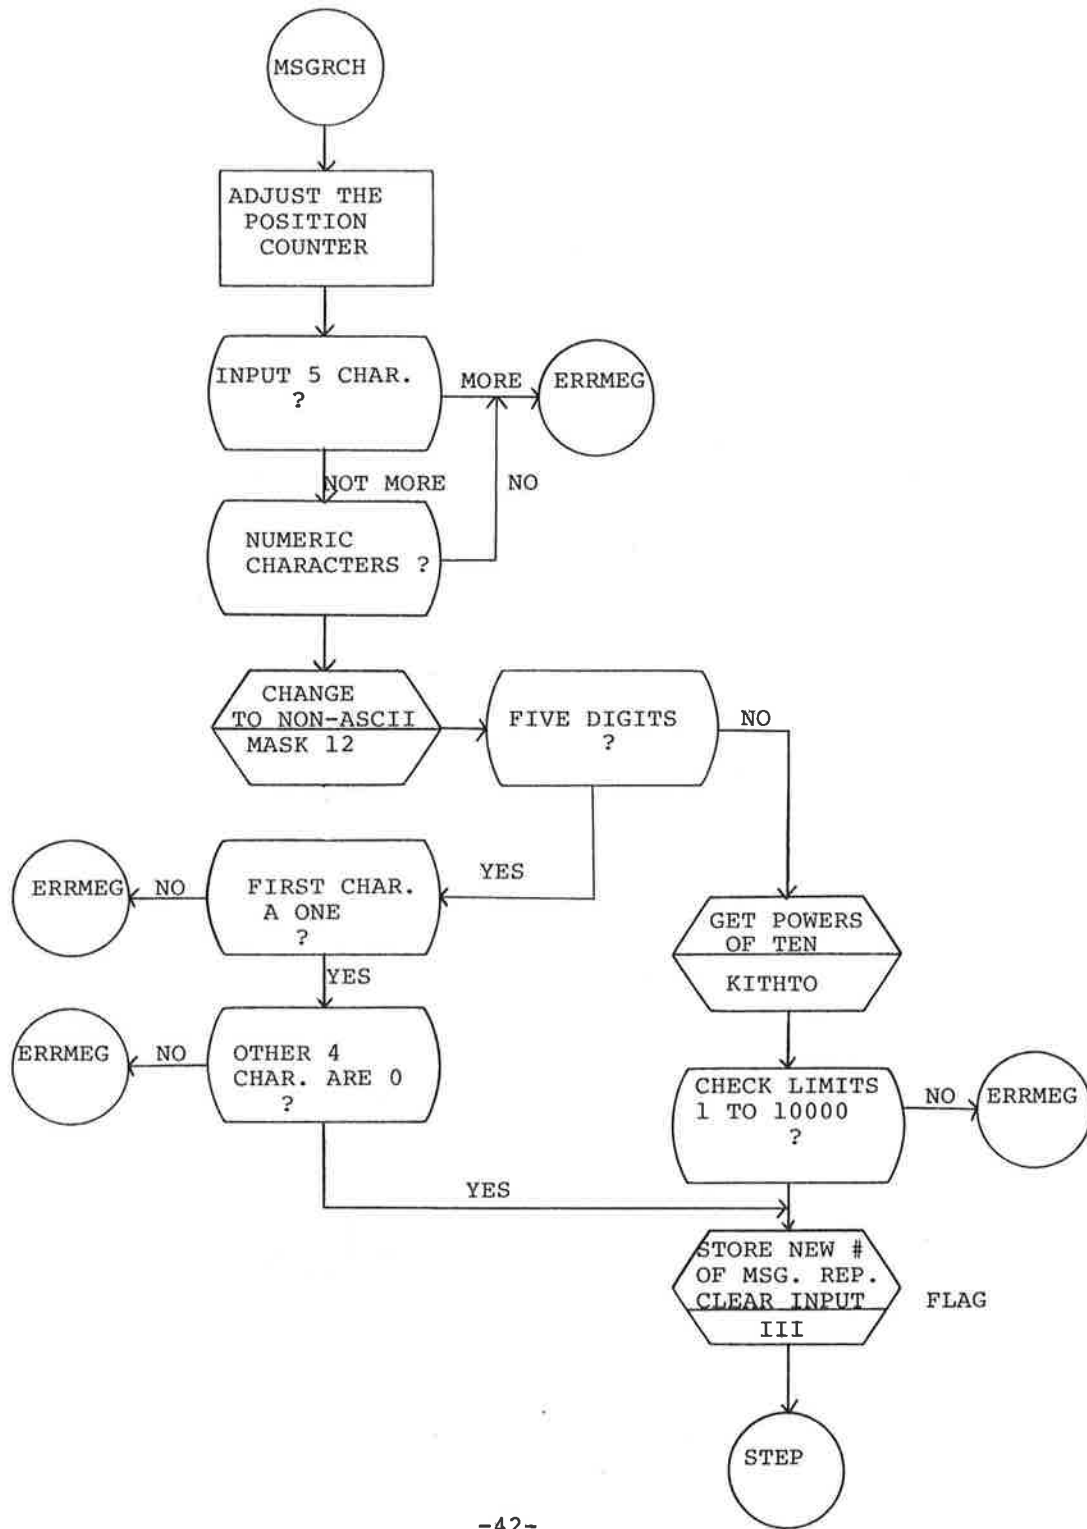 MSGRCH
ADJUST THE
POSITION
COUNTER
INPUT 5 CHAR.
?
MORE
ERRMEG
NOT MORE
NO
NUMERIC
CHARACTERS ?
CHANGE
TO NON-ASCII
MASK 12
FIVE DIGITS
?
NO
YES
ERRMEG
NO
FIRST CHAR.
A ONE
?
GET POWERS
OF TEN
KITHTO
YES
ERRMEG
NO
OTHER 4
CHAR. ARE 0
?
CHECK LIMITS
1 TO 10000
?
NO
ERRMEG
YES
STORE NEW #
OF MSG. REP.
CLEAR INPUT
FLAG
III
STEP
-42-